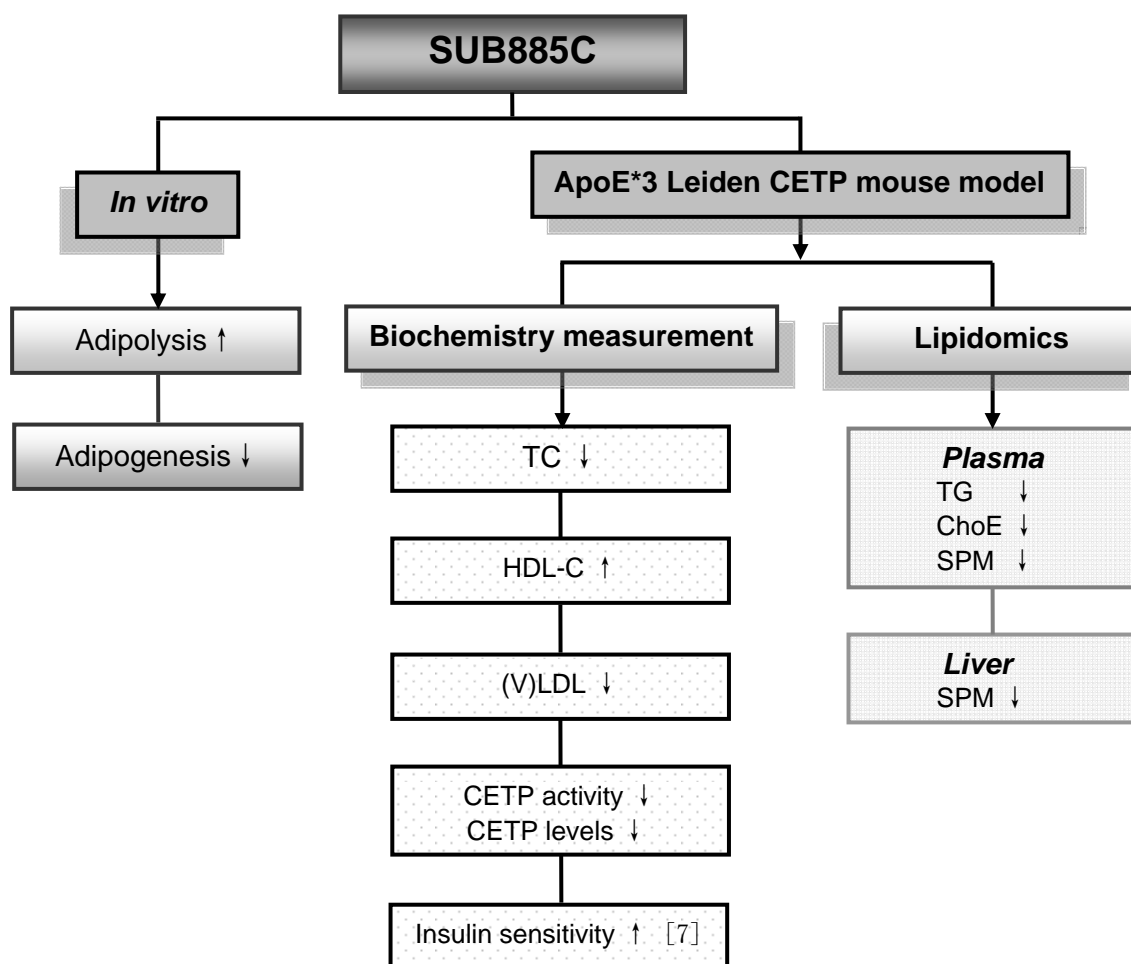 SUB885C
In vitro
ApoE*3 Leiden CETP mouse model
Adipolysis ↑
Adipogenesis ↓
Biochemistry measurement
TC ↓
HDL-C ↑
(V)LDL ↓
CETP activity ↓
CETP levels ↓
Insulin sensitivity ↑ [7]
Lipidomics
Plasma
TG ↓
ChoE ↓
SPM ↓
Liver
SPM ↓